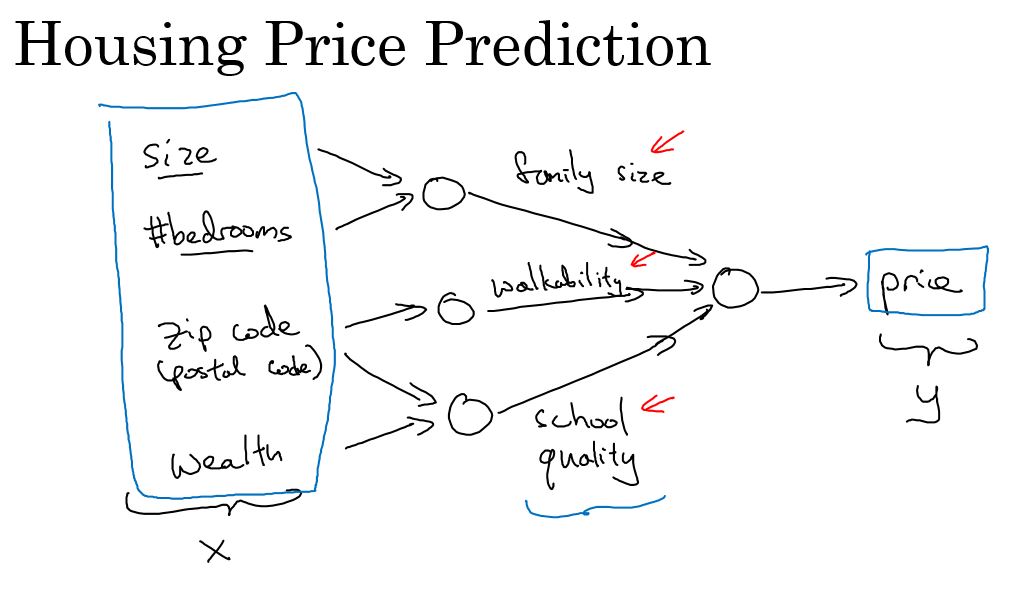 Housing Price Prediction
size
#bedrooms
zip code
(postal code)
wealth
x
family size
walkability
school
quality
price
y